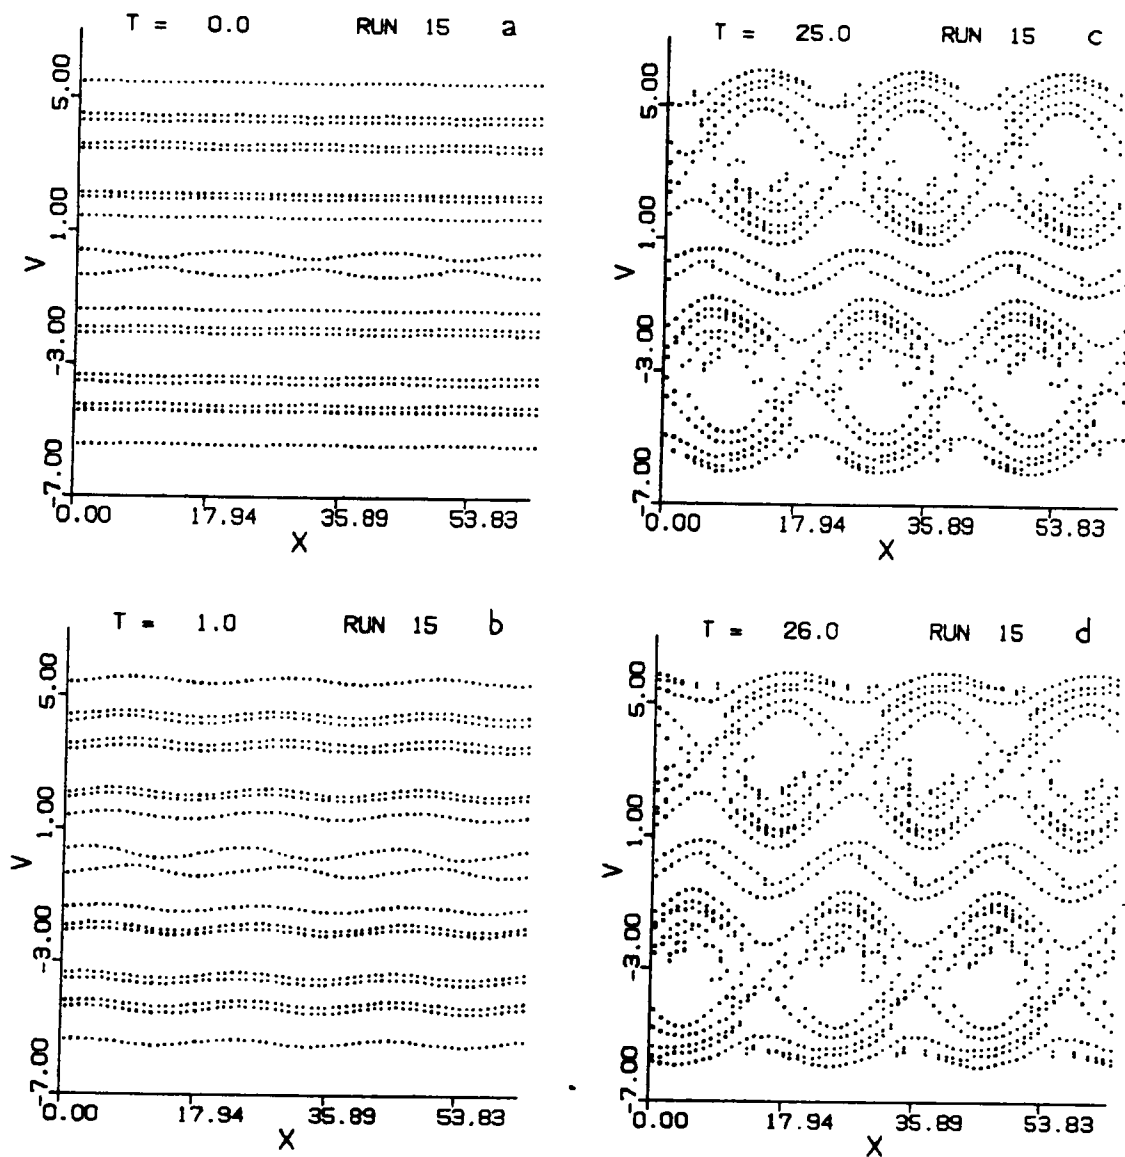 T = 0.0 RUN 15 a
5.00
1.00
V
-3.00
-7.00
0.00 17.94 35.89 53.83
X
T = 25.0 RUN 15 c
5.00
1.00
V
-3.00
-7.00
0.00 17.94 35.89 53.83
X
T = 1.0 RUN 15 b
5.00
1.00
V
-3.00
-7.00
0.00 17.94 35.89 53.83
X
T = 26.0 RUN 15 d
5.00
1.00
V
-3.00
-7.00
0.00 17.94 35.89 53.83
X